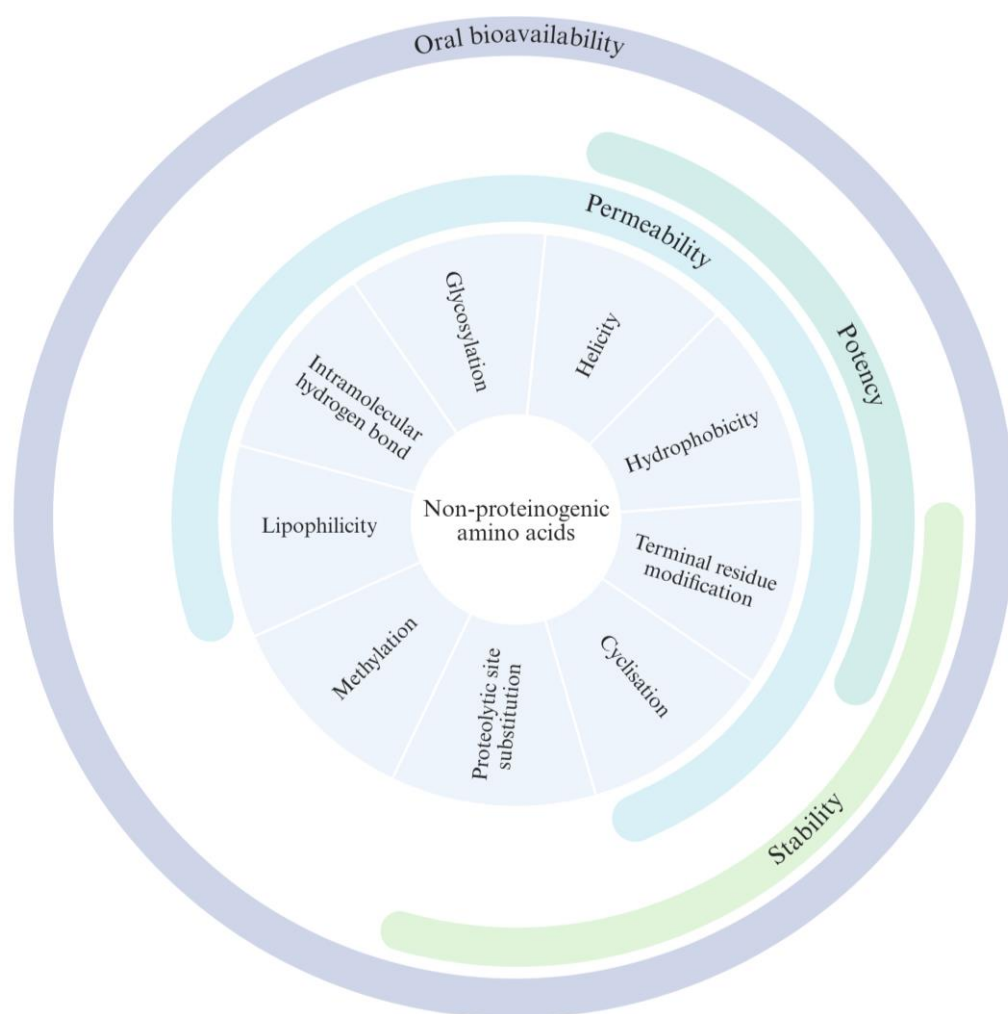 Oral bioavailability
Permeability
Potency
Stability
Glycosylation
Helicity
Hydrophobicity
Terminal residue
modification
Cyclisation
Proteolytic site
substitution
Methylation
Lipophilicity
Intramolecular
hydrogen bond
Non-proteinogenic
amino acids